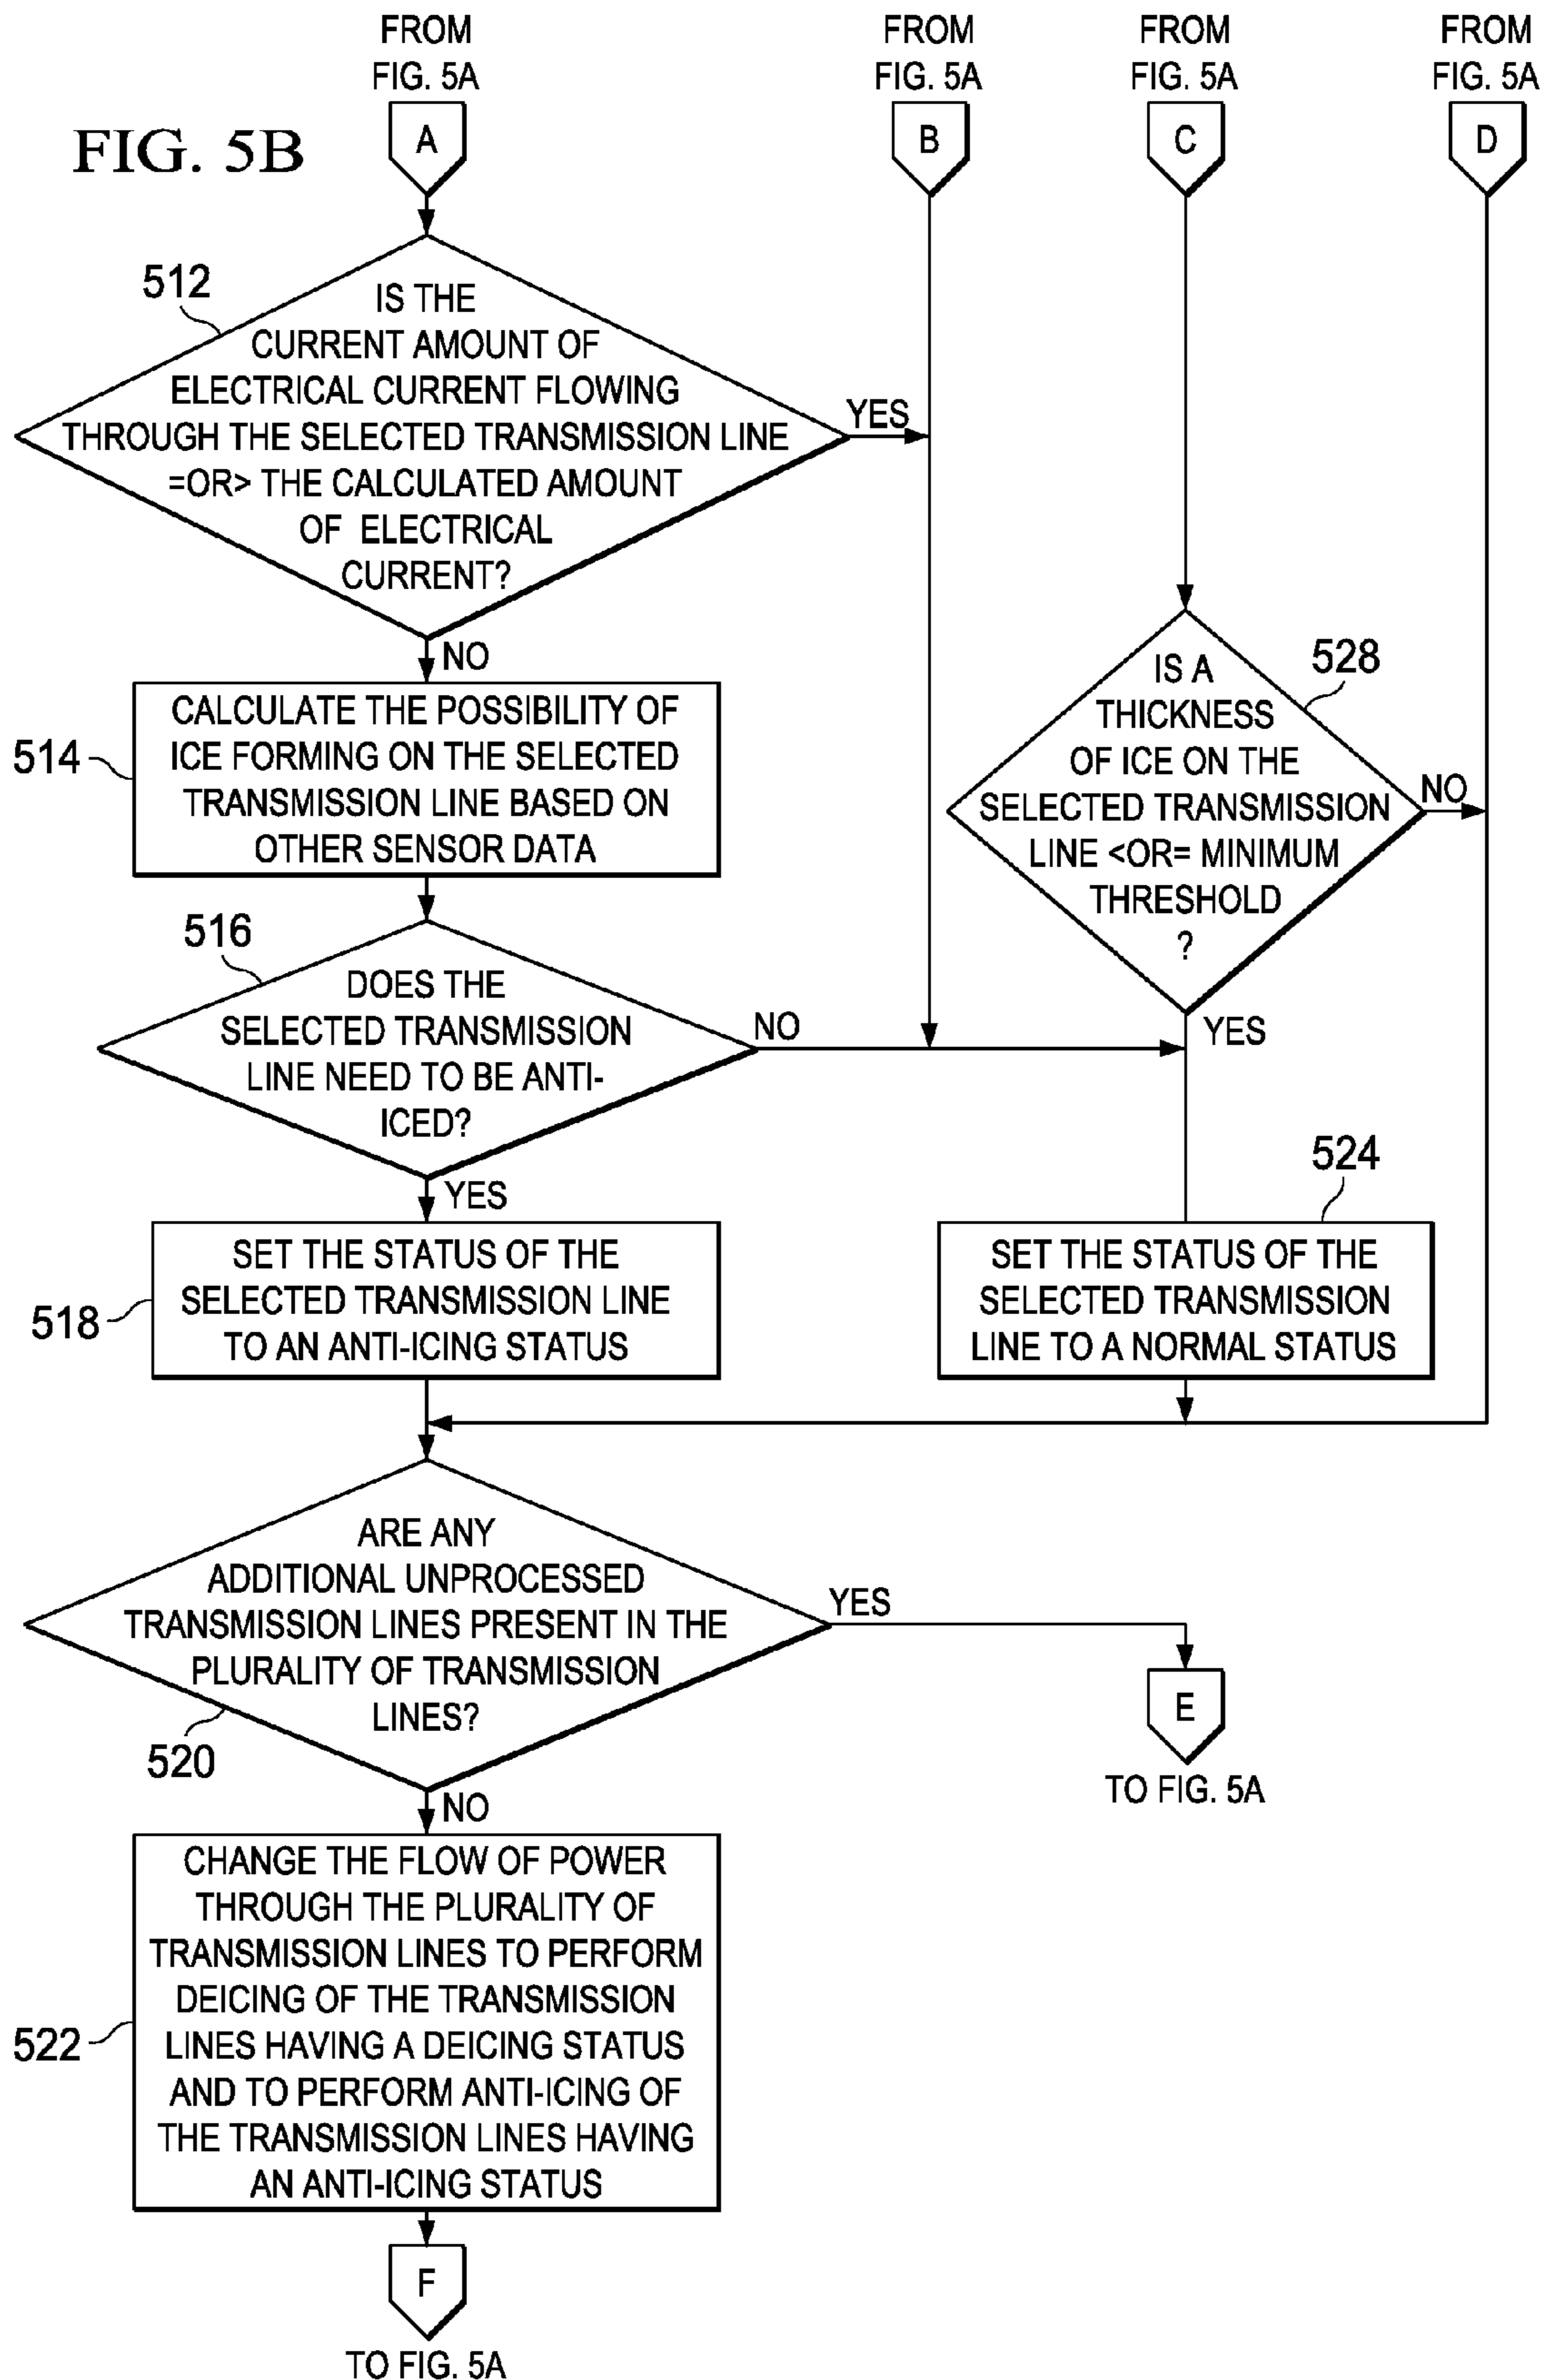 FROM
FIG. 5A
A
FROM
FIG. 5A
B
FROM
FIG. 5A
C
FROM
FIG. 5A
D
FIG. 5B
512
IS THE
CURRENT AMOUNT OF
ELECTRICAL CURRENT FLOWING
THROUGH THE SELECTED TRANSMISSION LINE
=OR> THE CALCULATED AMOUNT
OF ELECTRICAL
CURRENT?
YES
NO
514
CALCULATE THE POSSIBILITY OF
ICE FORMING ON THE SELECTED
TRANSMISSION LINE BASED ON
OTHER SENSOR DATA
528
IS A
THICKNESS
OF ICE ON THE
SELECTED TRANSMISSION
LINE <OR= MINIMUM
THRESHOLD
?
NO
YES
516
DOES THE
SELECTED TRANSMISSION
LINE NEED TO BE ANTI-
ICED?
NO
YES
518
SET THE STATUS OF THE
SELECTED TRANSMISSION LINE
TO AN ANTI-ICING STATUS
524
SET THE STATUS OF THE
SELECTED TRANSMISSION
LINE TO A NORMAL STATUS
ARE ANY
ADDITIONAL UNPROCESSED
TRANSMISSION LINES PRESENT IN THE
PLURALITY OF TRANSMISSION
LINES?
520
YES
E
TO FIG. 5A
NO
522
CHANGE THE FLOW OF POWER
THROUGH THE PLURALITY OF
TRANSMISSION LINES TO PERFORM
DEICING OF THE TRANSMISSION
LINES HAVING A DEICING STATUS
AND TO PERFORM ANTI-ICING OF
THE TRANSMISSION LINES HAVING
AN ANTI-ICING STATUS
F
TO FIG. 5A